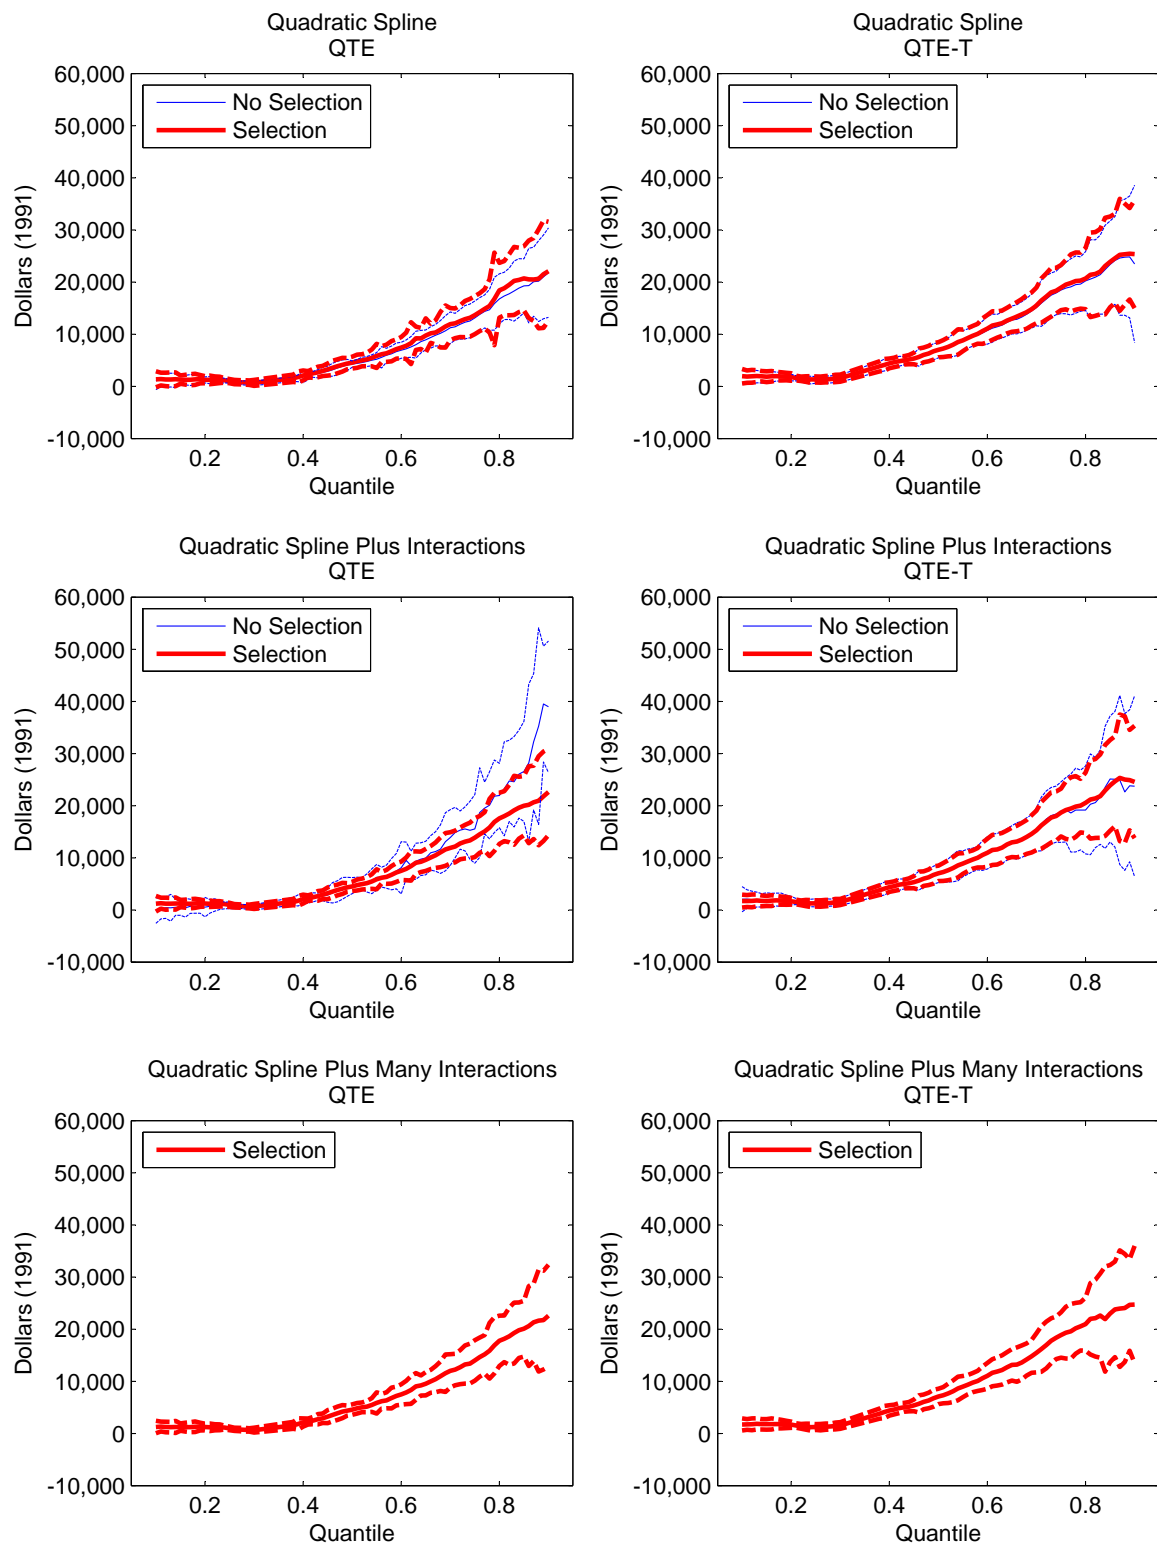 Quadratic Spline
QTE
60,000
50,000
40,000
30,000
20,000
10,000
0
-10,000
Dollars (1991)
No Selection
Selection
0.2 0.4 0.6 0.8
Quantile
Quadratic Spline
QTE-T
60,000
50,000
40,000
30,000
20,000
10,000
0
-10,000
Dollars (1991)
No Selection
Selection
0.2 0.4 0.6 0.8
Quantile
Quadratic Spline Plus Interactions
QTE
60,000
50,000
40,000
30,000
20,000
10,000
0
-10,000
Dollars (1991)
No Selection
Selection
0.2 0.4 0.6 0.8
Quantile
Quadratic Spline Plus Interactions
QTE-T
60,000
50,000
40,000
30,000
20,000
10,000
0
-10,000
Dollars (1991)
No Selection
Selection
0.2 0.4 0.6 0.8
Quantile
Quadratic Spline Plus Many Interactions
QTE
60,000
50,000
40,000
30,000
20,000
10,000
0
-10,000
Dollars (1991)
Selection
0.2 0.4 0.6 0.8
Quantile
Quadratic Spline Plus Many Interactions
QTE-T
60,000
50,000
40,000
30,000
20,000
10,000
0
-10,000
Dollars (1991)
Selection
0.2 0.4 0.6 0.8
Quantile